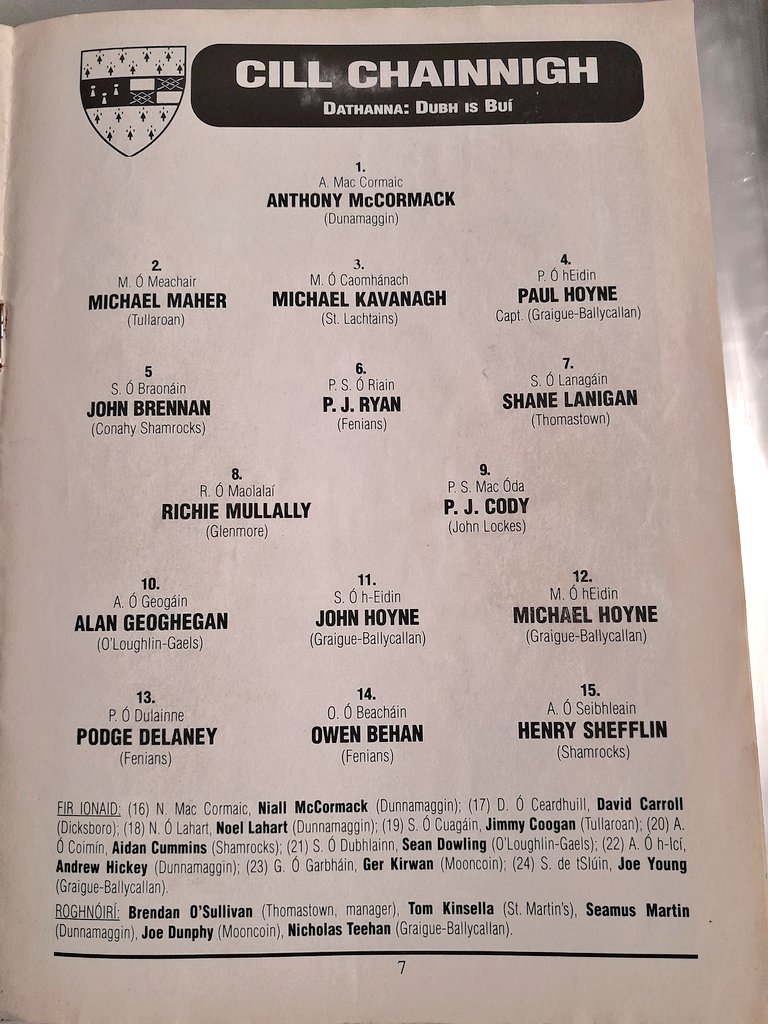 CILL CHAINNIGH
DATHANNA: DUBH IS BUÍ
1.
A. Mac Cormaic
ANTHONY McCORMACK
(Dunamaggin)
2.
M. Ó Meachair
MICHAEL MAHER
(Tullaroan)
3.
M. Ó Caomhánach
MICHAEL KAVANAGH
(St. Lachtains)
4.
P. Ó hEidin
PAUL HOYNE
Capt. (Graigue-Ballycallan)
5
S. Ó Braonáin
JOHN BRENNAN
(Conahy Shamrocks)
6.
P. S. Ó Riain
P. J. RYAN
(Fenians)
7.
S. Ó Lanagáin
SHANE LANIGAN
(Thomastown)
8.
R. Ó Maolalaí
RICHIE MULLALLY
(Glenmore)
9.
P. S. Mac Óda
P. J. CODY
(John Lockes)
10.
A. Ó Geogáin
ALAN GEOGHEGAN
(O'Loughlin-Gaels)
11.
S. Ó h-Eidin
JOHN HOYNE
(Graigue-Ballycallan)
12.
M. Ó hEidin
MICHAEL HOYNE
(Graigue-Ballycallan)
13.
P. Ó Dulainne
PODGE DELANEY
(Fenians)
14.
O. Ó Beacháin
OWEN BEHAN
(Fenians)
15.
A. Ó Seibhleain
HENRY SHEFFLIN
(Shamrocks)
FIR IONAID: (16) N. Mac Cormaic, Niall McCormack (Dunnamaggin); (17) D. Ó Ceardhuill, David Carroll
(Dicksboro); (18) N. Ó Lahart, Noel Lahart (Dunnamaggin); (19) S. Ó Cuagáin, Jimmy Coogan (Tullaroan); (20) A.
Ó Coimín, Aidan Cummins (Shamrocks); (21) S. Ó Dubhlainn, Sean Dowling (O'Loughlin-Gaels); (22) A. Ó h-Icí,
Andrew Hickey (Dunnamaggin); (23) G. Ó Garbháin, Ger Kirwan (Mooncoin); (24) S. de tSlúin, Joe Young
(Graigue-Ballycallan).
ROGHNÓIRÍ: Brendan O'Sullivan (Thomastown, manager), Tom Kinsella (St. Martin's), Seamus Martin
(Dunnamaggin), Joe Dunphy (Mooncoin), Nicholas Teehan (Graigue-Ballycallan).
7